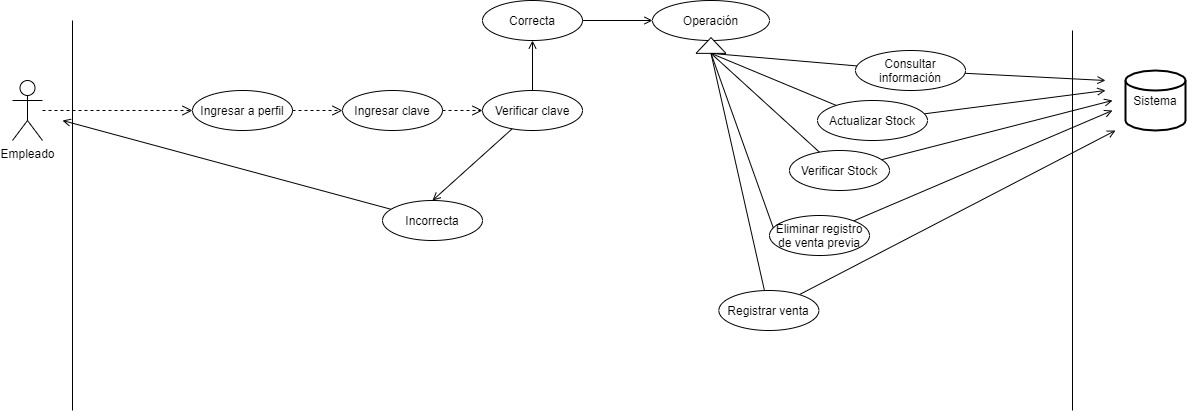 Correcta
Operación
Consultar
información
Sistema
Ingresar a perfil
Ingresar clave
Verificar clave
Actualizar Stock
Empleado
Verificar Stock
Incorrecta
Eliminar registro
de venta previa
Registrar venta